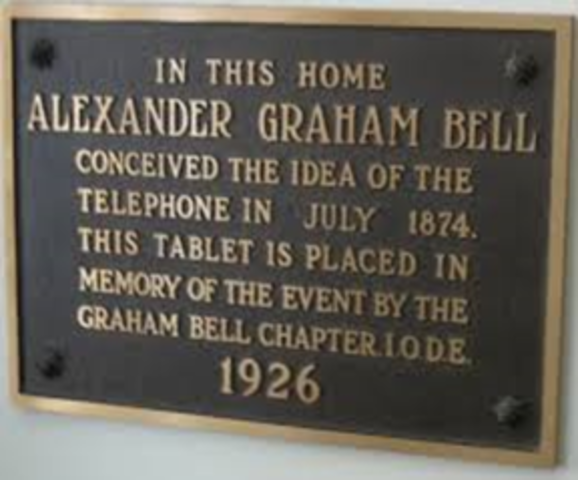 IN THIS HOME
ALEXANDER GRAHAM BELL
CONCEIVED THE IDEA OF THE
TELEPHONE IN JULY 1874.
THIS TABLET IS PLACED IN
MEMORY OF THE EVENT BY THE
GRAHAM BELL CHAPTER.I.O.D.E.
1926